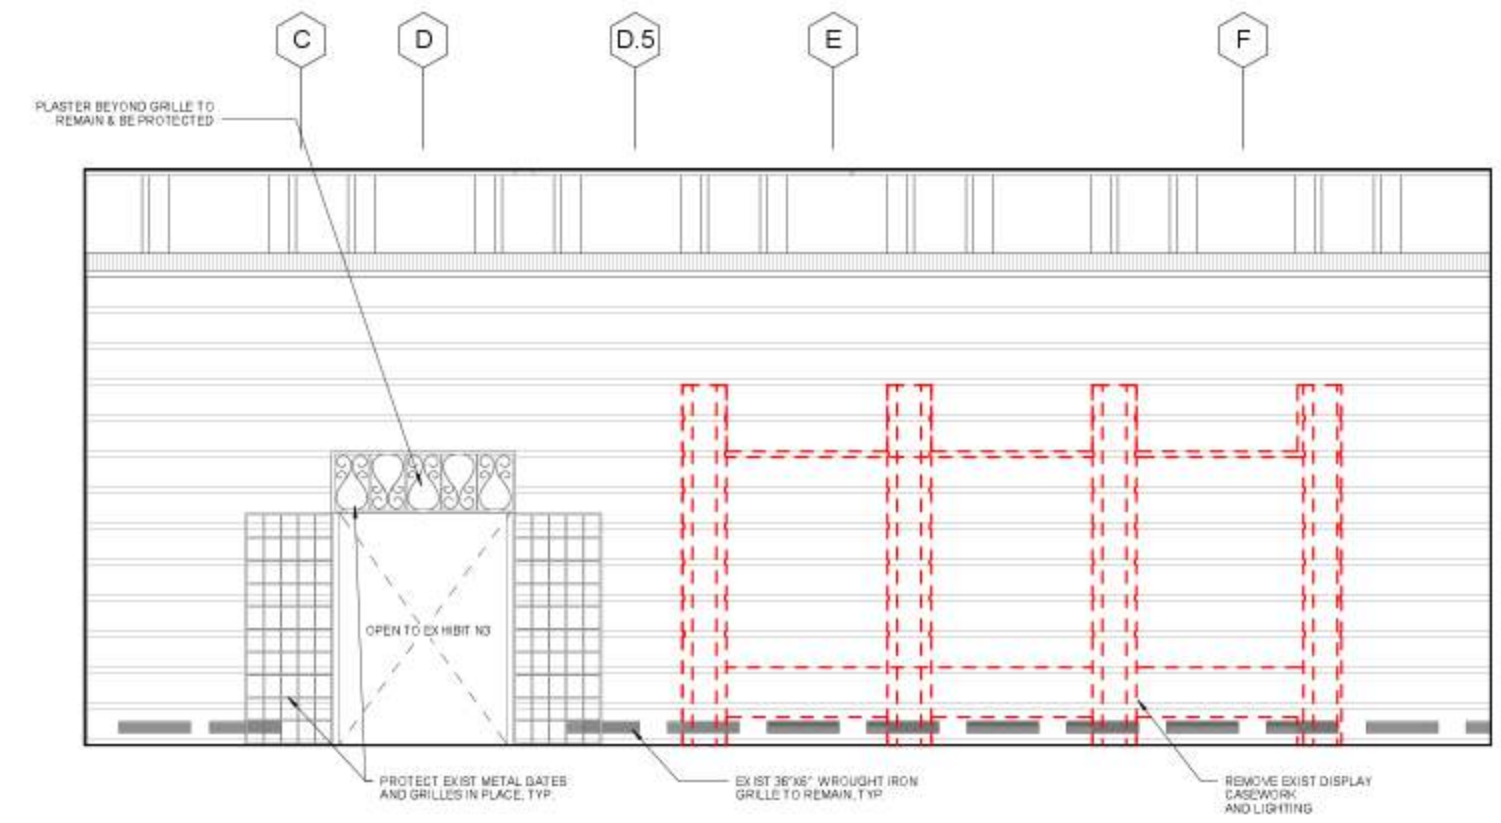 C
D
D.5
E
F
PLASTER BEYOND GRILLE TO
REMAIN & BE PROTECTED
OPEN TO EXHIBIT N3
PROTECT EXIST METAL GATES
AND GRILLES IN PLACE, TYP.
EXIST 36"X6" WROUGHT IRON
GRILLE TO REMAIN, TYP
REMOVE EXIST DISPLAY
CASEWORK
AND LIGHTING